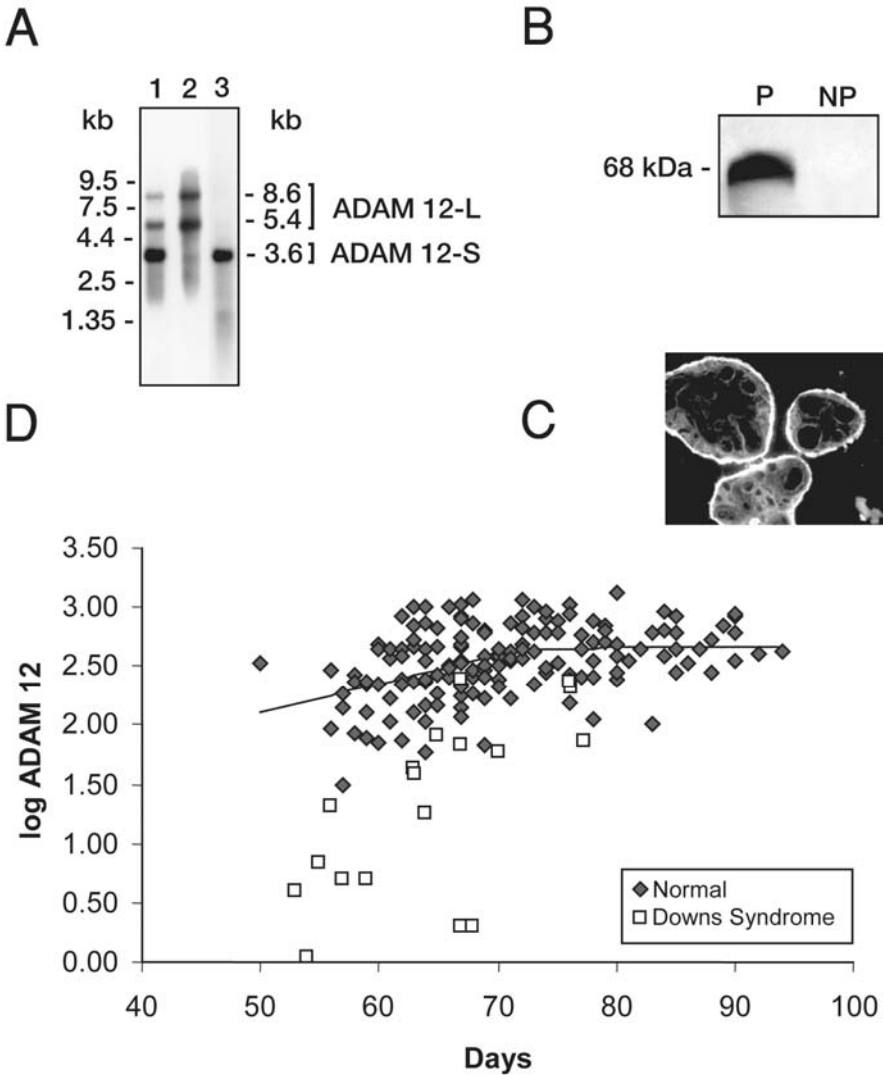 A
B
1 2 3
P NP
kb kb
9.5 -
7.5 -
4.4 -
2.5 -
1.35 -
- 8.6
- 5.4
] ADAM 12-L
- 3.6 ] ADAM 12-S
68 kDa -
D
C
log ADAM 12
3.50
3.00
2.50
2.00
1.50
1.00
0.50
0.00
40 50 60 70 80 90 100
Days
Normal
Downs Syndrome